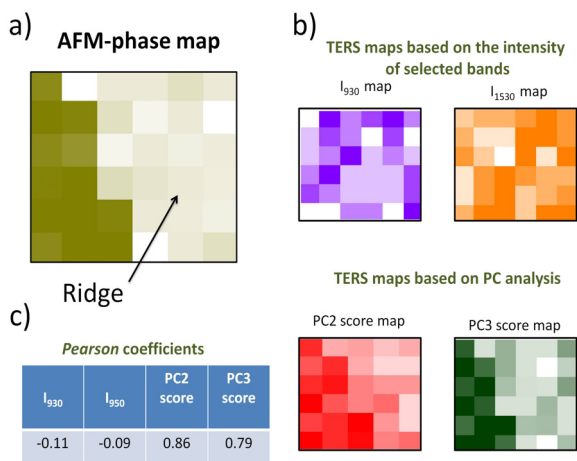 a)
AFM-phase map
Ridge
b)
TERS maps based on the intensity
of selected bands
I930 map
I1530 map
TERS maps based on PC analysis
PC2 score map
PC3 score map
c)
Pearson coefficients
I930 I950 PC2 score PC3 score
-0.11 -0.09 0.86 0.79